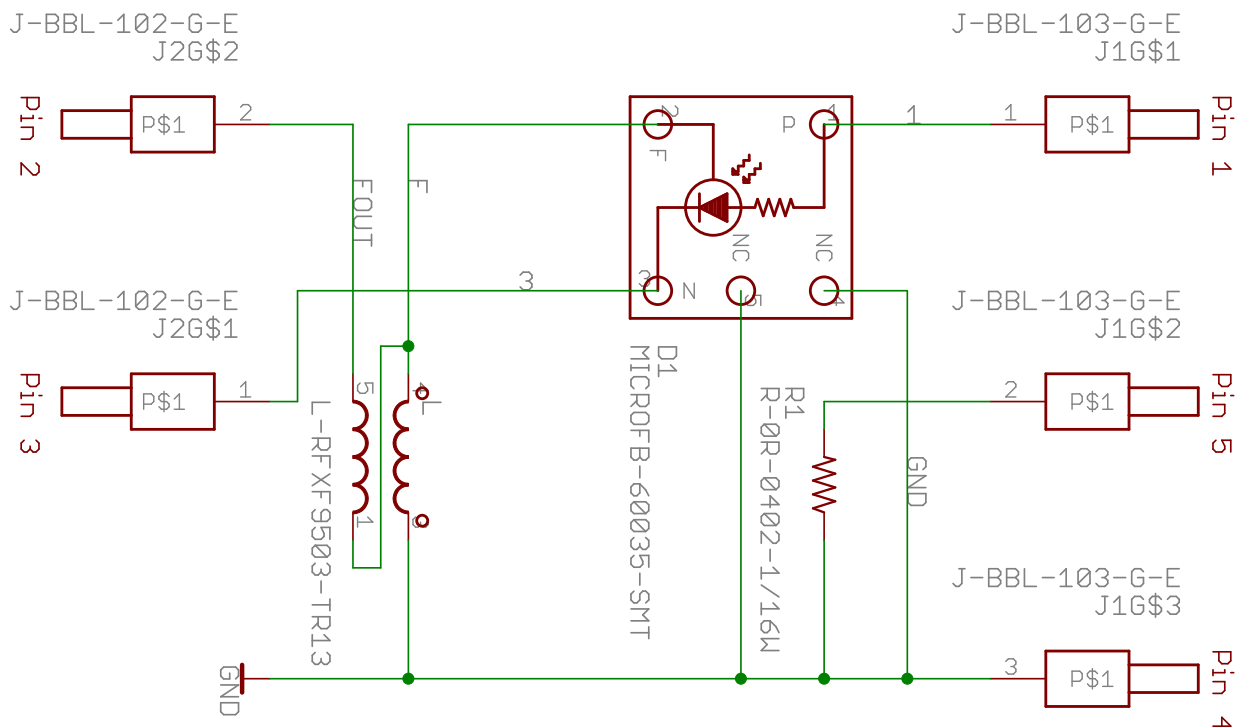 J-BBL-102-G-E
J2G$2
J-BBL-103-G-E
J1G$1
Pin 2
P$1
2
2
F
P
1
1
1
P$1
Pin 1
FOUT
F
NC
NC
J-BBL-102-G-E
J2G$1
3
3
N
5
4
J-BBL-103-G-E
J1G$2
Pin 3
P$1
1
5
4
L
L-RFXF9503-TR13
1
6
D1
MICROFB-60035-SMT
R1
R-0R-0402-1/16W
GND
2
P$1
Pin 5
J-BBL-103-G-E
J1G$3
GND
3
P$1
Pin 4